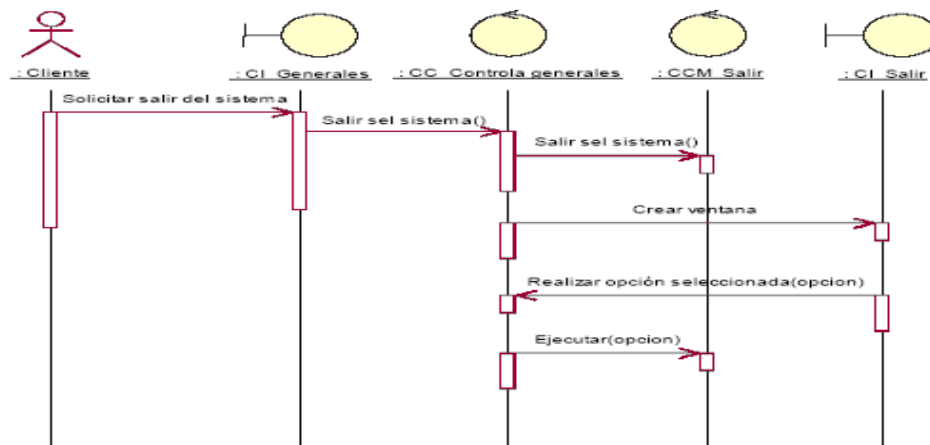 : Cliente
: CI_Generales
: CC_Controla generales
: CCM_Salir
: CI_Salir
Solicitar salir del sistema
Salir sel sistema()
Salir sel sistema()
Crear ventana
Realizar opción seleccionada(opcion)
Ejecutar(opcion)